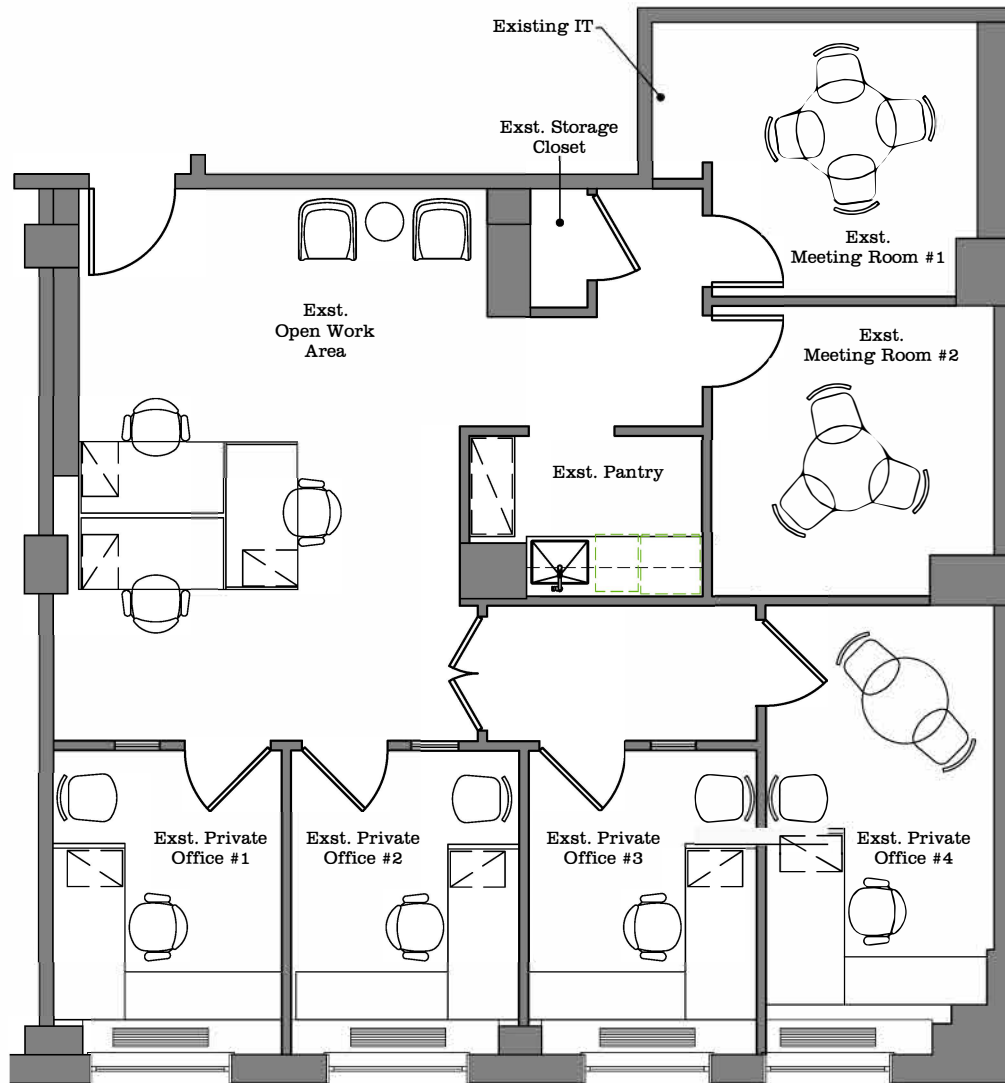 Existing IT
Exst. Storage
Closet
Exst.
Meeting Room #1
Exst.
Open Work
Area
Exst.
Meeting Room #2
Exst. Pantry
Exst. Private
Office #1
Exst. Private
Office #2
Exst. Private
Office #3
Exst. Private
Office #4